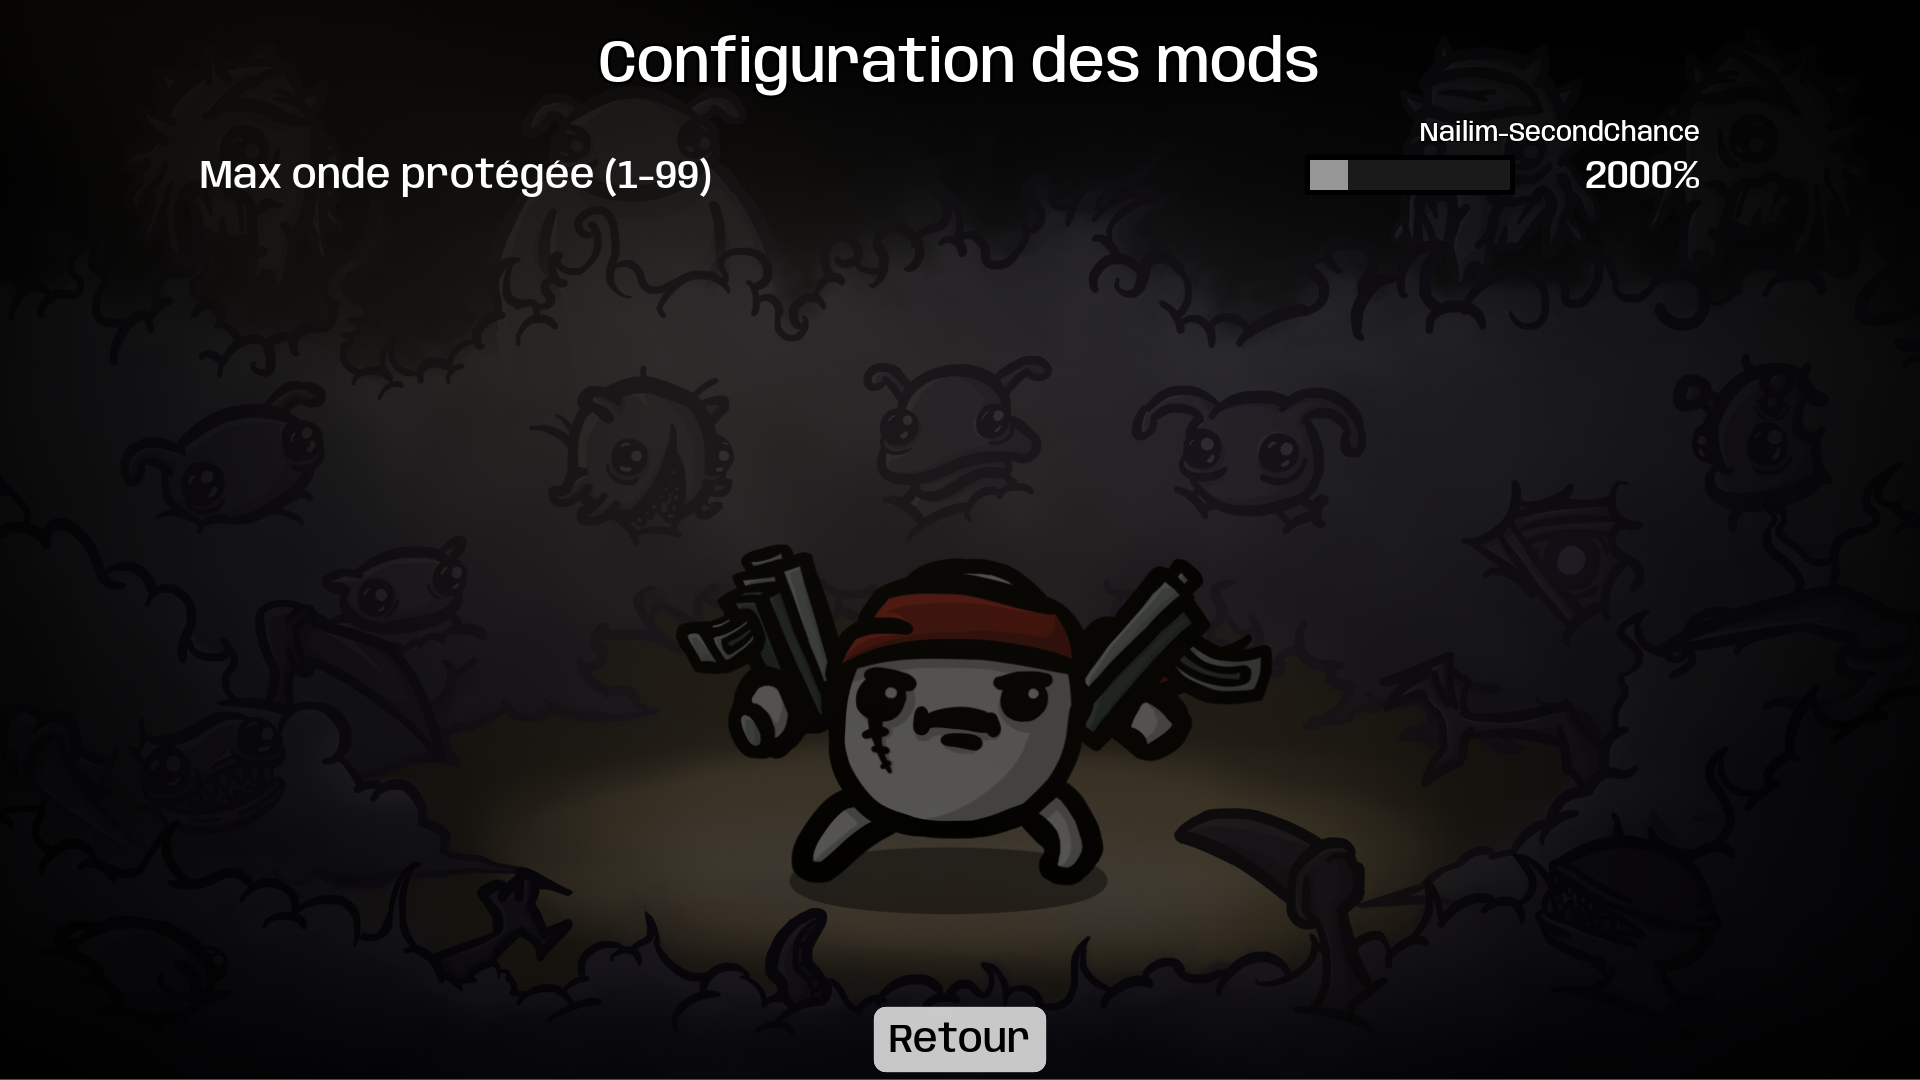 Configuration des mods
Nailim-SecondChance
Max onde protégée (1-99)
2000%
Retour